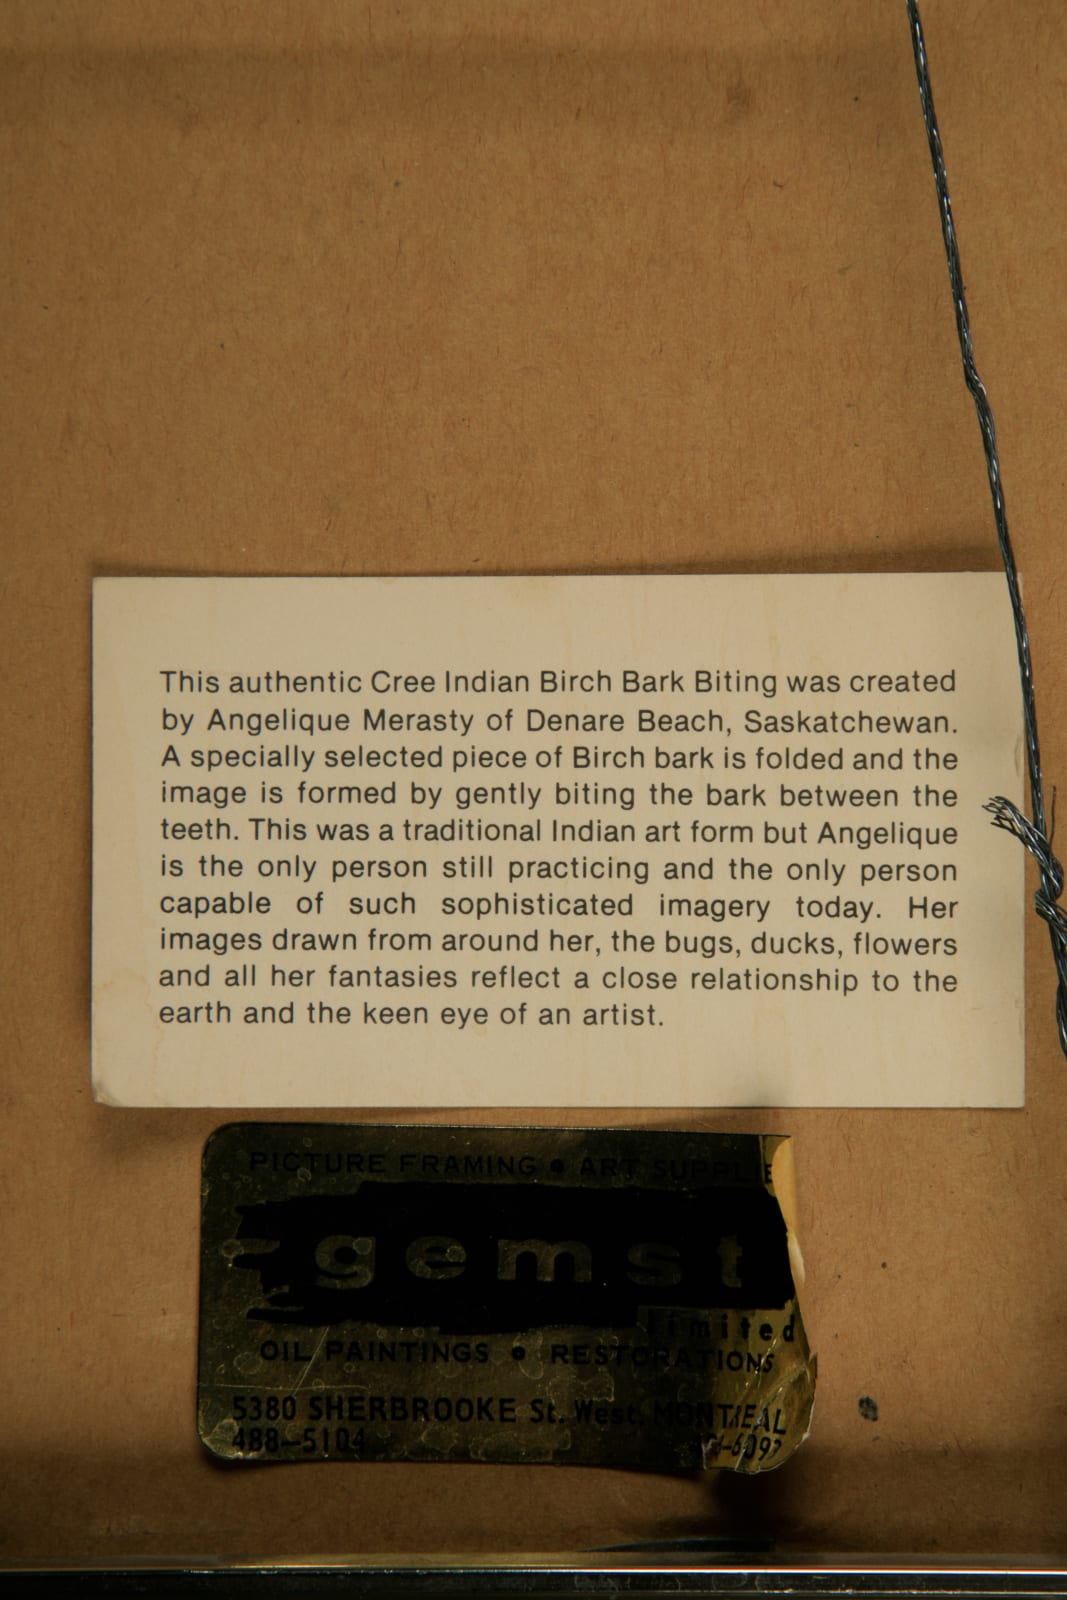 This authentic Cree Indian Birch Bark Biting was created
by Angelique Merasty of Denare Beach, Saskatchewan.
A specially selected piece of Birch bark is folded and the
image is formed by gently biting the bark between the
teeth. This was a traditional Indian art form but Angelique
is the only person still practicing and the only person
capable of such sophisticated imagery today. Her
images drawn from around her, the bugs, ducks, flowers
and all her fantasies reflect a close relationship to the
earth and the keen eye of an artist.
PICTURE FRAMING • ART SUPPLIE
gemst
limited
OIL PAINTINGS • RESTORATIONS
5380 SHERBROOKE St. West, MONTREAL
488-5104